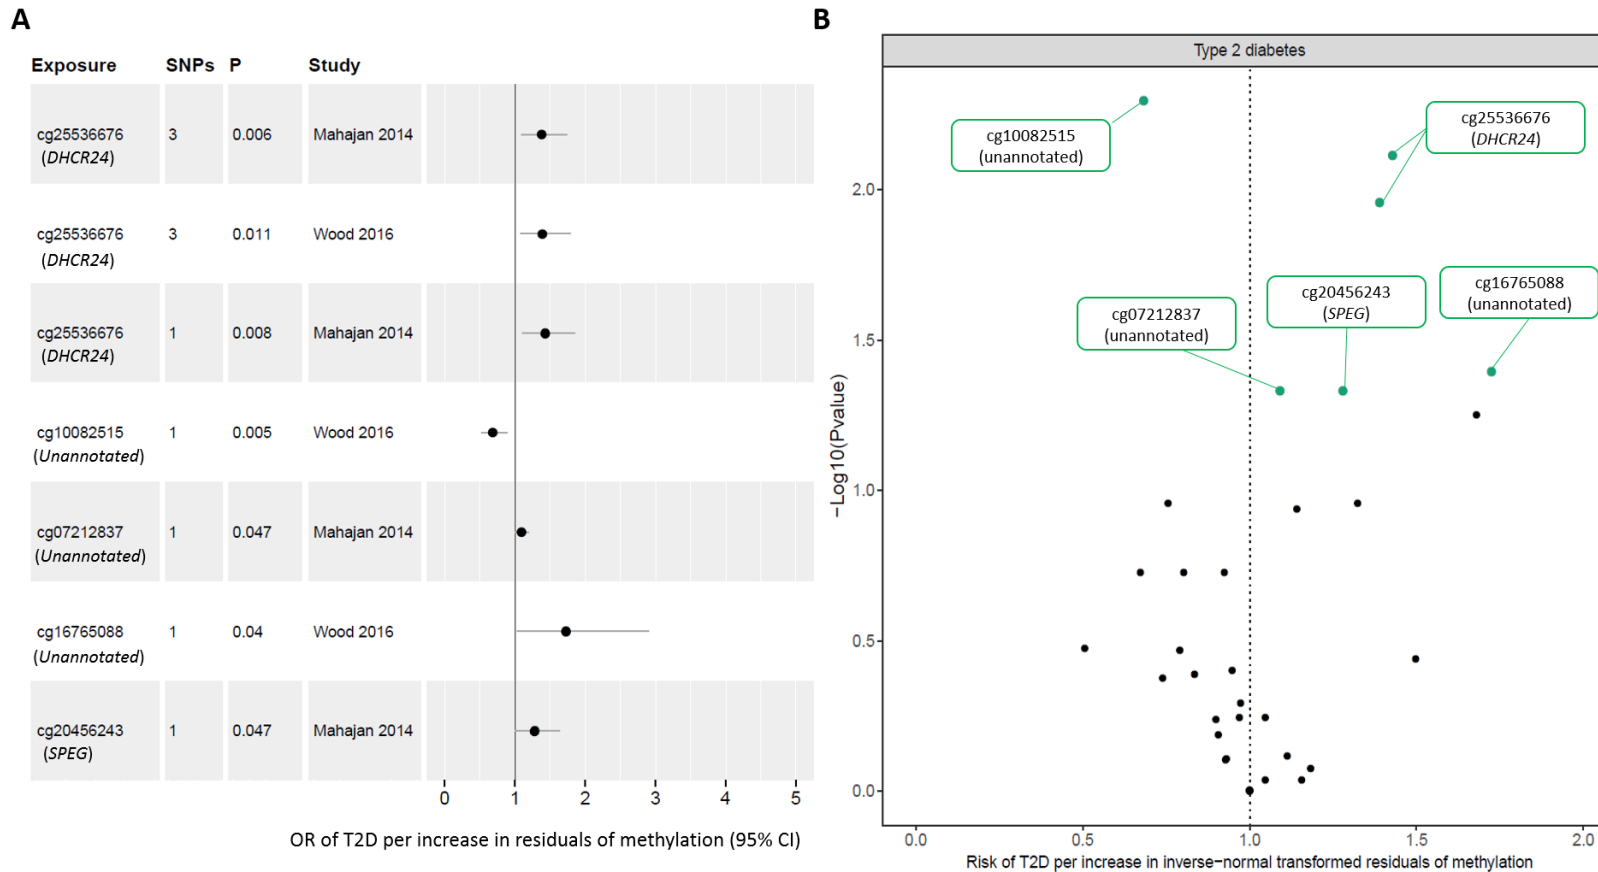 A
Exposure SNPs P Study
cg25536676 3 0.006 Mahajan 2014
(DHCR24)
cg25536676 3 0.011 Wood 2016
(DHCR24)
cg25536676 1 0.008 Mahajan 2014
(DHCR24)
cg10082515 1 0.005 Wood 2016
(Unannotated)
cg07212837 1 0.047 Mahajan 2014
(Unannotated)
cg16765088 1 0.04 Wood 2016
(Unannotated)
cg20456243 1 0.047 Mahajan 2014
(SPEG)
0 1 2 3 4 5
OR of T2D per increase in residuals of methylation (95% CI)
B
Type 2 diabetes
cg10082515
(unannotated)
cg25536676
(DHCR24)
cg07212837
(unannotated)
cg20456243
(SPEG)
cg16765088
(unannotated)
−Log10(Pvalue)
2.0
1.5
1.0
0.5
0.0
0.0 0.5 1.0 1.5 2.0
Risk of T2D per increase in inverse−normal transformed residuals of methylation